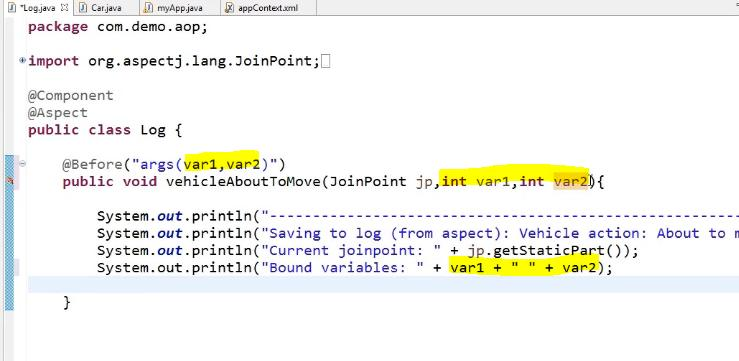 *Log.java Car.java myApp.java appContext.xml
package com.demo.aop;
import org.aspectj.lang.JoinPoint;
@Component
@Aspect
public class Log {
@Before("args(var1,var2)")
public void vehicleAboutToMove(JoinPoint jp,int var1,int var2){
System.out.println("--------------------------------------------------------------
System.out.println("Saving to log (from aspect): Vehicle action: About to m
System.out.println("Current joinpoint: " + jp.getStaticPart());
System.out.println("Bound variables: " + var1 + " " + var2);
}